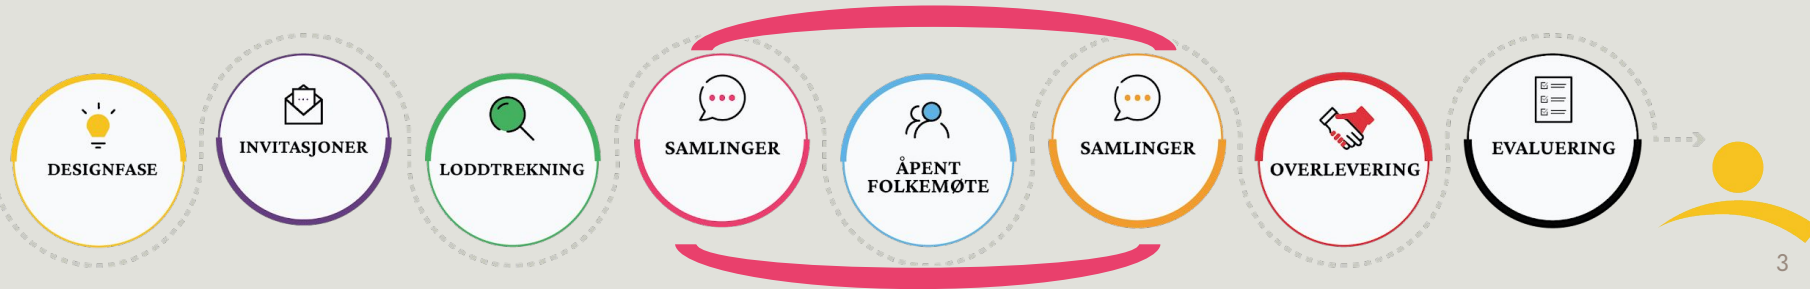 DESIGNFASE
INVITASJONER
LODDTREKNING
SAMLINGER
ÅPENT
FOLKEMØTE
SAMLINGER
OVERLEVERING
EVALUERING
3